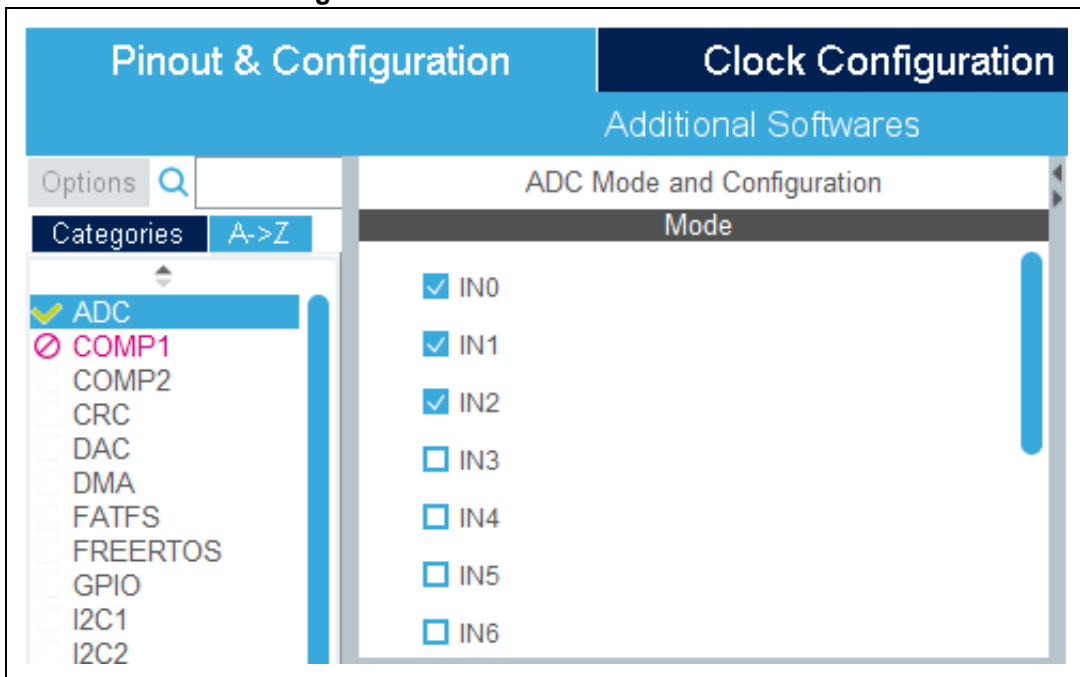 Pinout & Configuration
Clock Configuration
Additional Softwares
Options
Categories
A->Z
ADC
COMP1
COMP2
CRC
DAC
DMA
FATFS
FREERTOS
GPIO
I2C1
I2C2
ADC Mode and Configuration
Mode
IN0
IN1
IN2
IN3
IN4
IN5
IN6